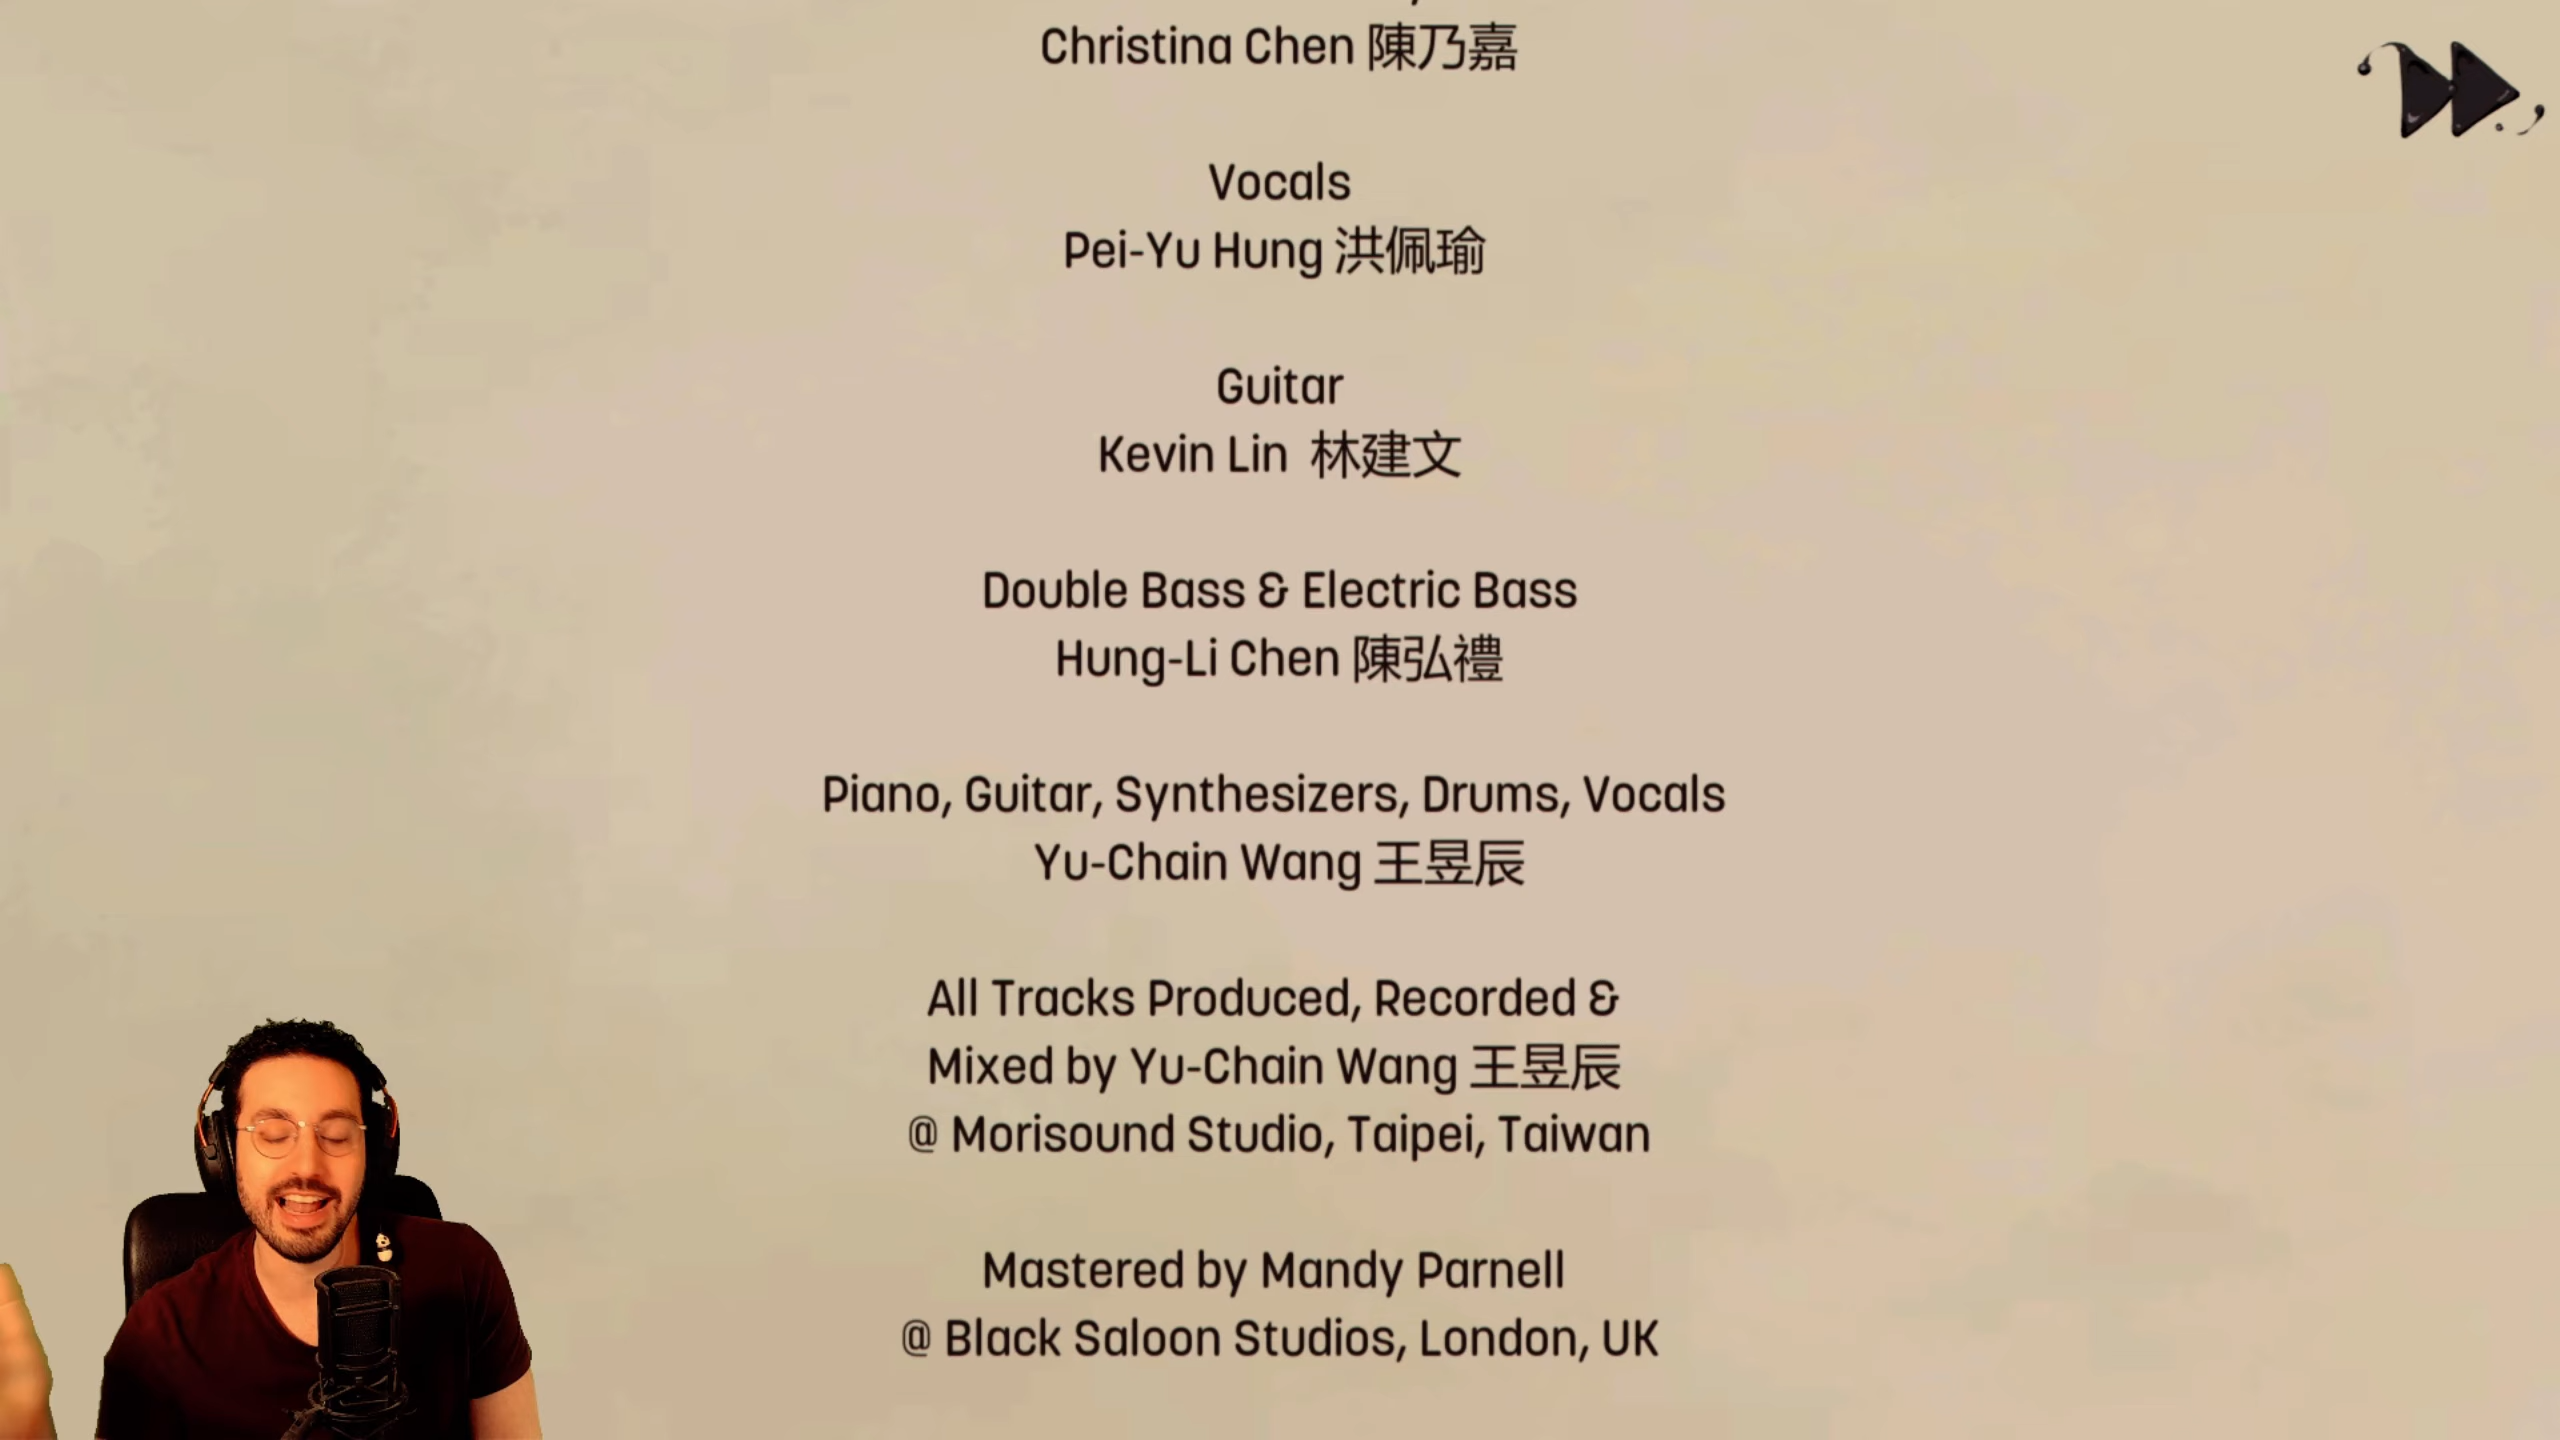 Christina Chen 陳乃嘉
Vocals
Pei-Yu Hung 洪佩瑜
Guitar
Kevin Lin 林建文
Double Bass & Electric Bass
Hung-Li Chen 陳弘禮
Piano, Guitar, Synthesizers, Drums, Vocals
Yu-Chain Wang 王昱辰
All Tracks Produced, Recorded &
Mixed by Yu-Chain Wang 王昱辰
@ Morisound Studio, Taipei, Taiwan
Mastered by Mandy Parnell
@ Black Saloon Studios, London, UK